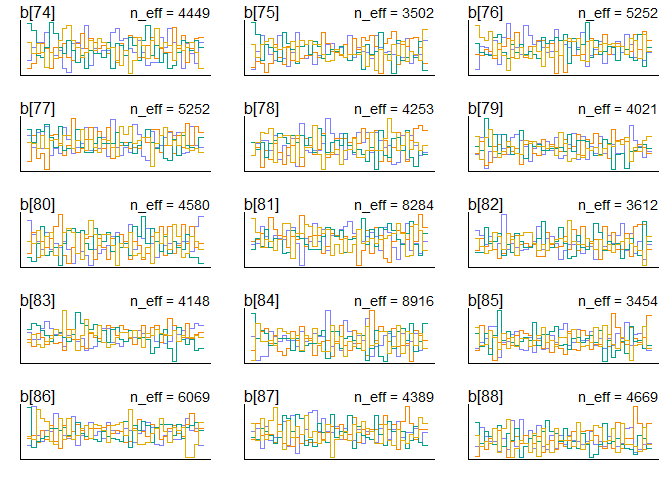 b[74] n_eff = 4449 b[75] n_eff = 3502 b[76] n_eff = 5252
b[77] n_eff = 5252 b[78] n_eff = 4253 b[79] n_eff = 4021
b[80] n_eff = 4580 b[81] n_eff = 8284 b[82] n_eff = 3612
b[83] n_eff = 4148 b[84] n_eff = 8916 b[85] n_eff = 3454
b[86] n_eff = 6069 b[87] n_eff = 4389 b[88] n_eff = 4669